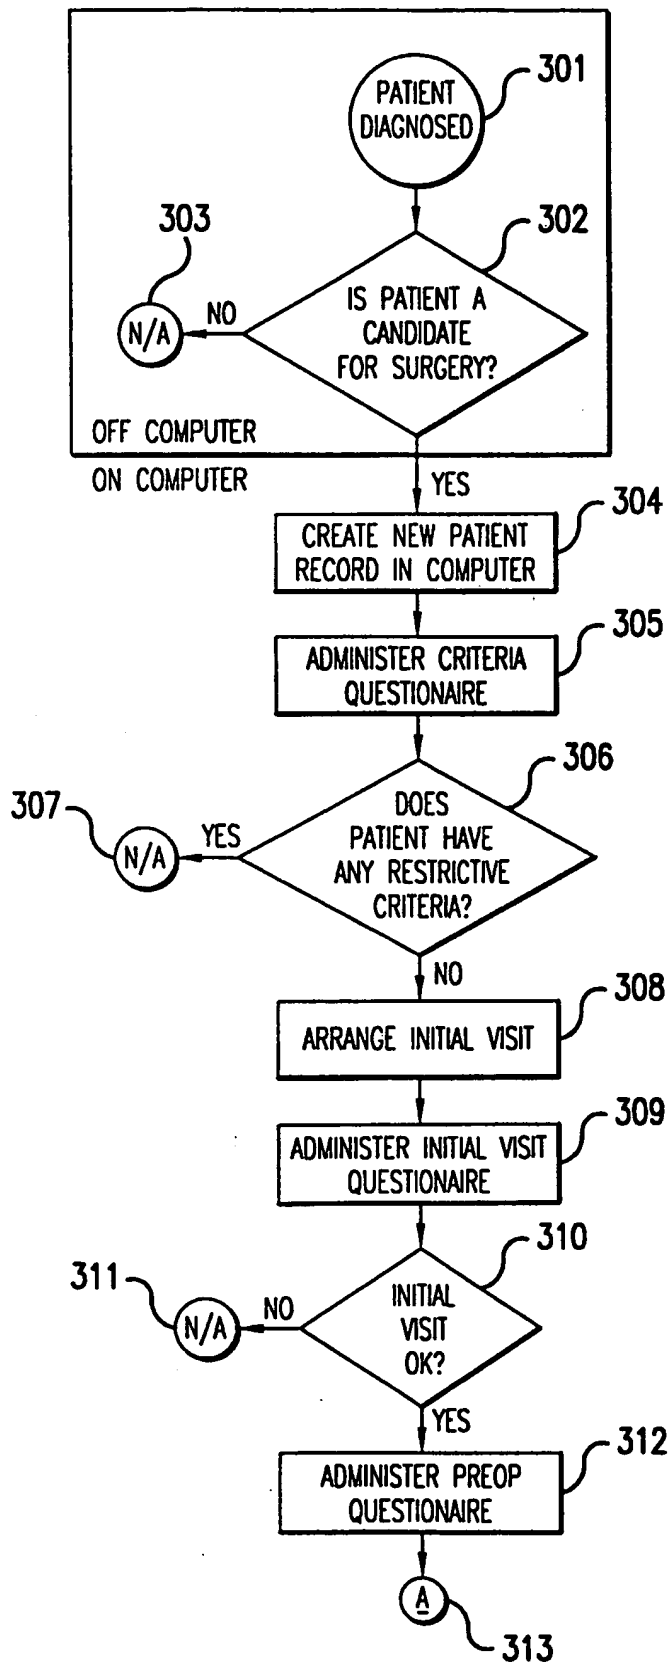 301
PATIENT
DIAGNOSED
303
302
N/A
NO
IS PATIENT A
CANDIDATE
FOR SURGERY?
OFF COMPUTER
ON COMPUTER
YES
304
CREATE NEW PATIENT
RECORD IN COMPUTER
305
ADMINISTER CRITERIA
QUESTIONAIRE
306
307
YES
N/A
DOES
PATIENT HAVE
ANY RESTRICTIVE
CRITERIA?
NO
308
ARRANGE INITIAL VISIT
309
ADMINISTER INITIAL VISIT
QUESTIONAIRE
310
311
NO
N/A
INITIAL
VISIT
OK?
YES
312
ADMINISTER PREOP
QUESTIONAIRE
A
313